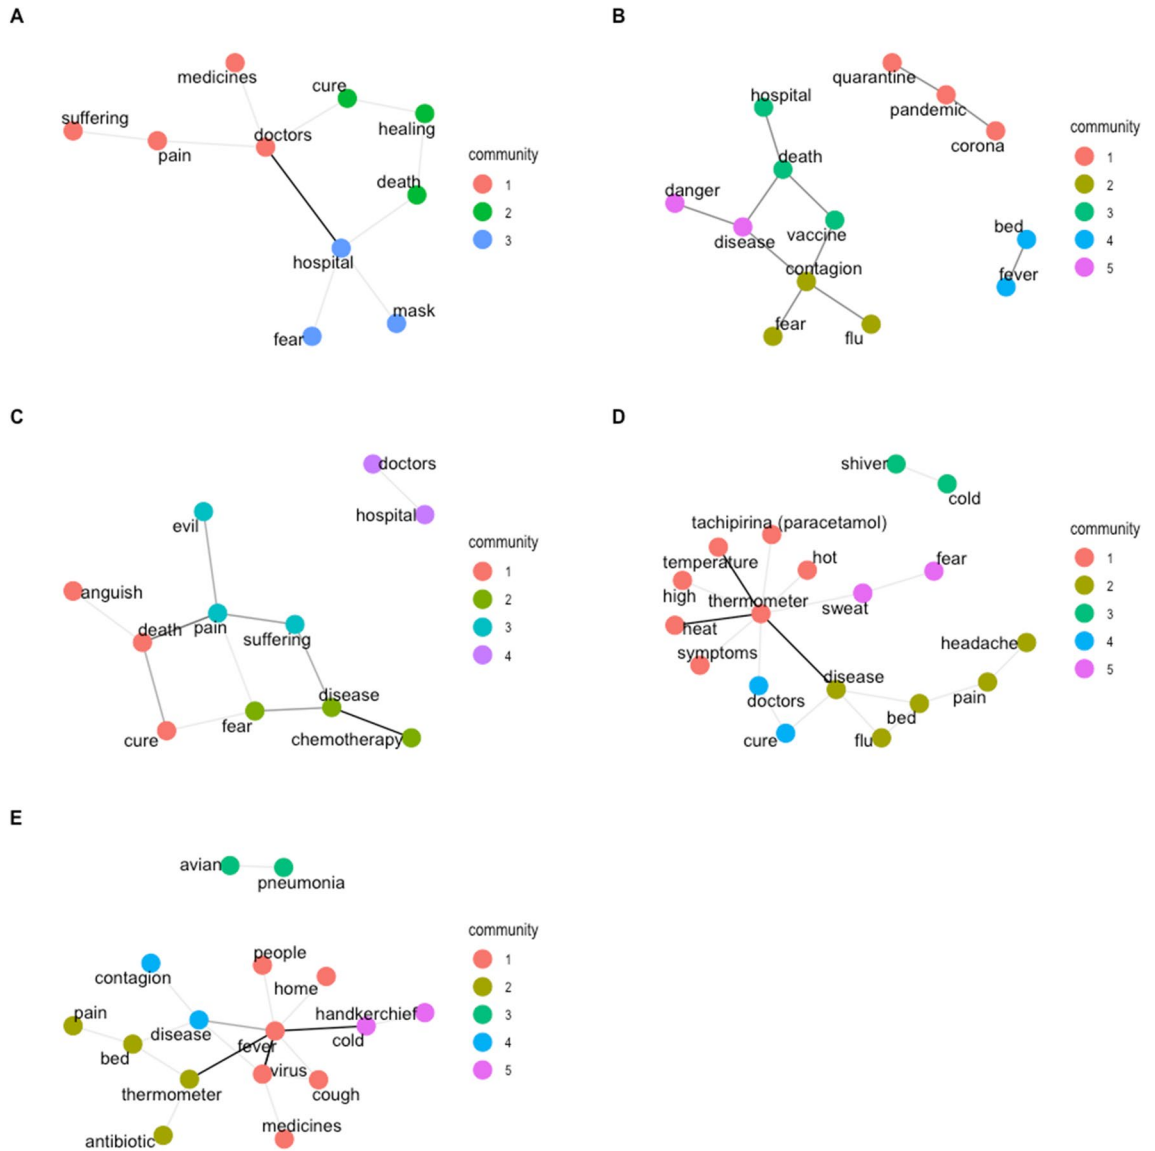 A
medicines
cure
suffering
pain
doctors
healing
death
hospital
mask
fear
community
1
2
3
B
quarantine
hospital
pandemic
corona
death
danger
disease
vaccine
bed
contagion
fever
fear
flu
community
1
2
3
4
5
C
doctors
hospital
evil
anguish
death
pain
suffering
disease
fear
cure
chemotherapy
community
1
2
3
4
D
shiver
cold
tachipirina (paracetamol)
temperature
hot
fear
high
thermometer
sweat
heat
headache
symptoms
disease
doctors
pain
bed
cure
flu
community
1
2
3
4
5
E
avian
pneumonia
people
contagion
home
pain
handkerchief
disease
cold
fever
bed
virus
thermometer
cough
medicines
antibiotic
community
1
2
3
4
5